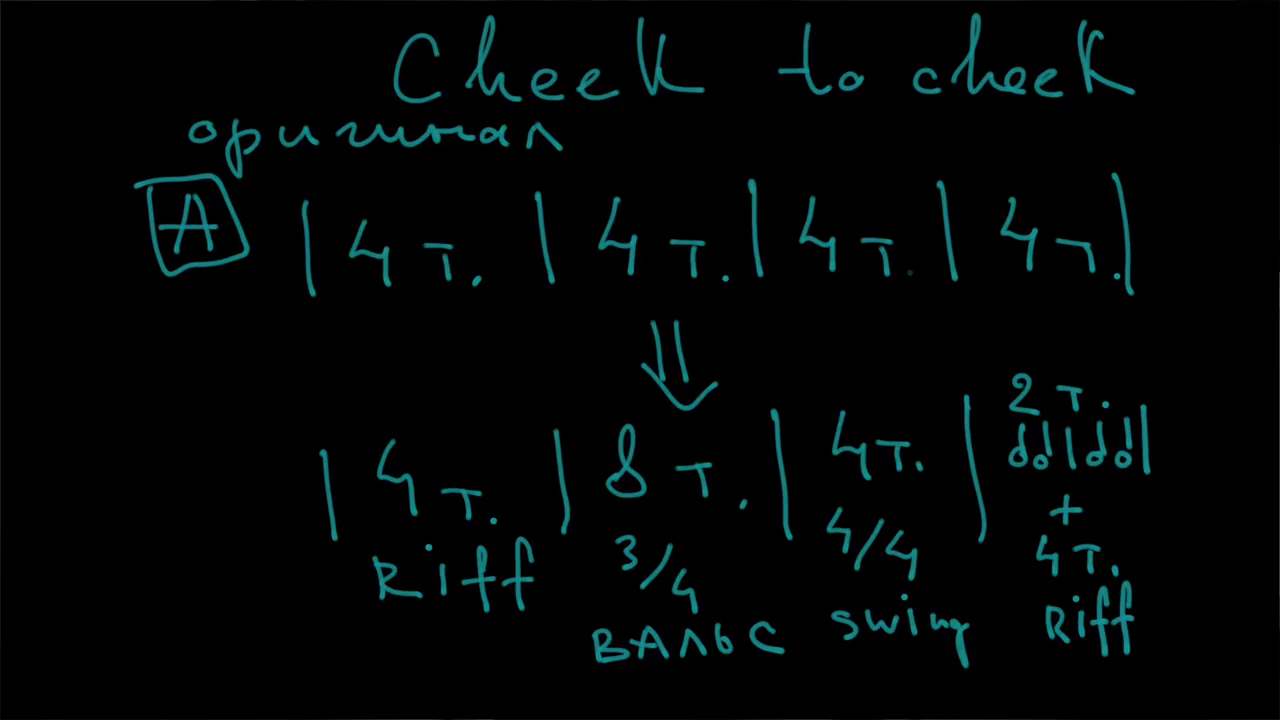 Cheek to cheek
оригинал
A | 4 т. | 4 т. | 4 т. | 4 т. |
⇓
| 4 т. | 8 т. | 4 т. | 2 т.
+
Riff 3/4 4/4 4 т.
ВАЛЬС swing Riff